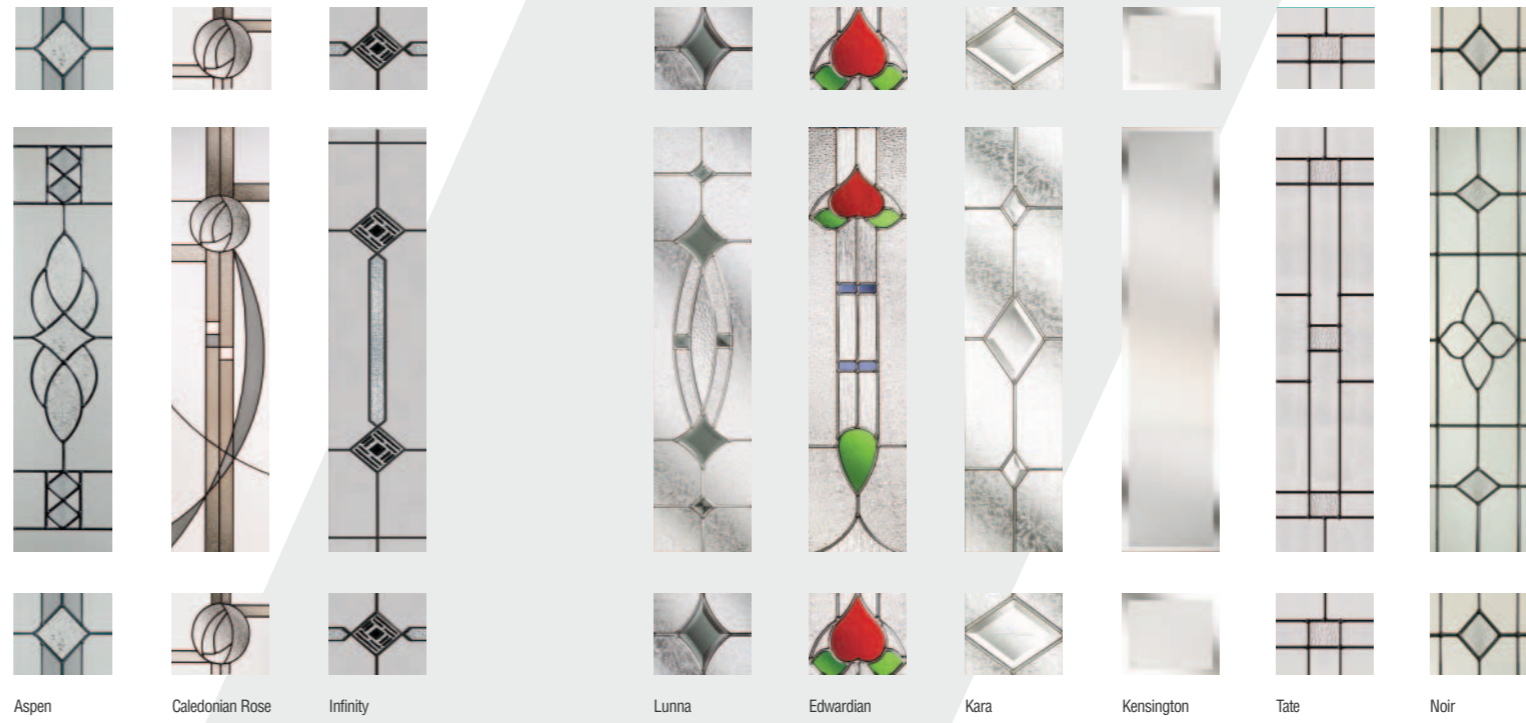 Aspen
Caledonian Rose
Infinity
Lunna
Edwardian
Kara
Kensington
Tate
Noir